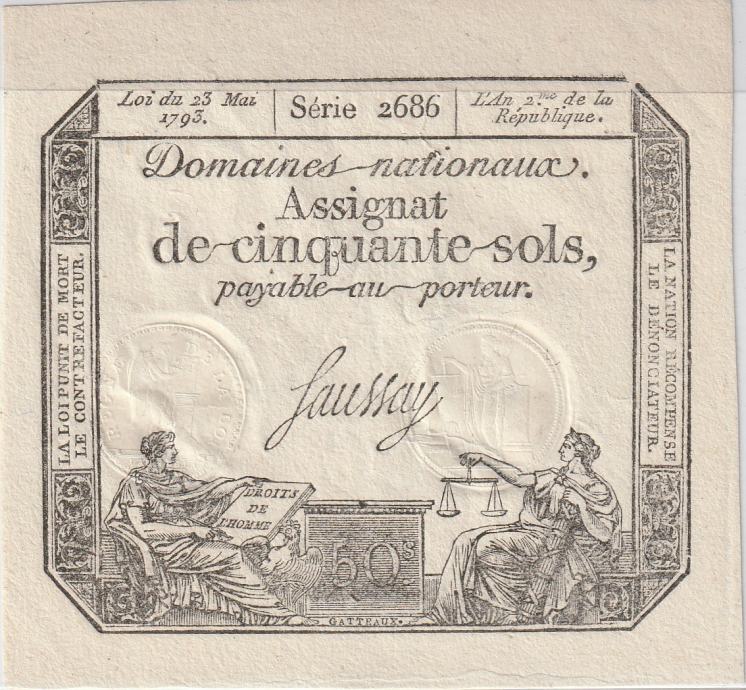 Loi du 23 Mai
1793.
Série 2686
L'An 2.me de la
République.
Domaines nationaux.
Assignat
de cinquante sols,
payable au porteur.
LA LOI PUNIT DE MORT
LE CONTREFACTEUR.
LA NATION RÉCOMPENSE
LE DÉNONCIATEUR.
Saussay
DROITS
DE
L'HOMME
50s.
GATTEAUX.